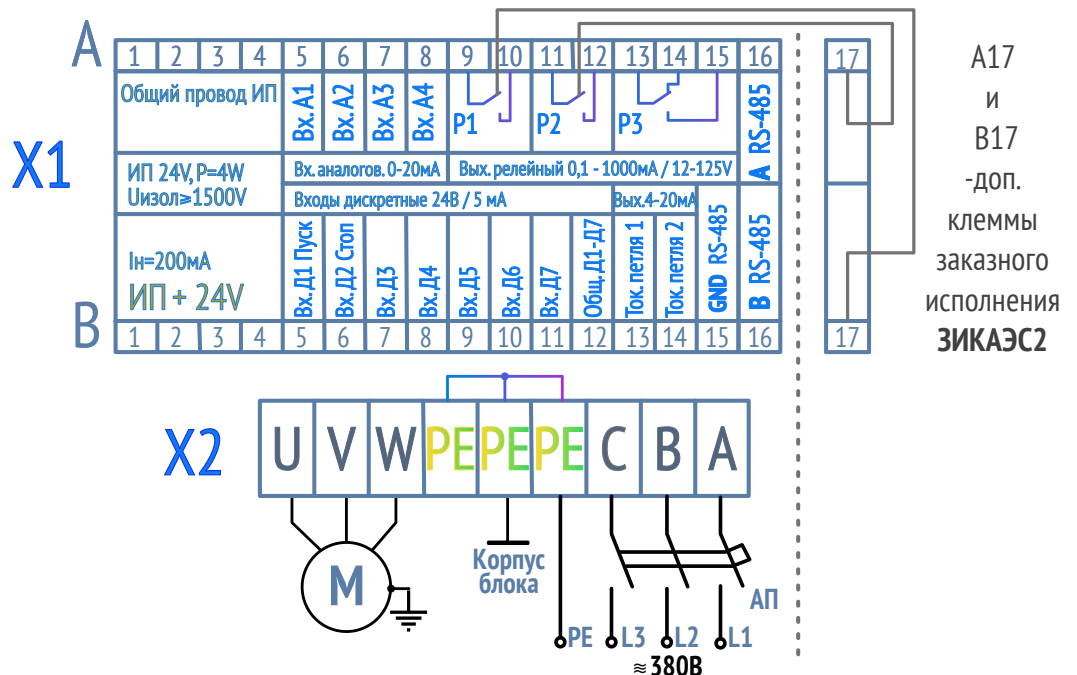 A
1 2 3 4 5 6 7 8 9 10 11 12 13 14 15 16
17
Общий провод ИП
Вх. А1
Вх. А2
Вх. А3
Вх. А4
Р1
Р2
Р3
A RS-485
X1
ИП 24V, P=4W
Uизол⩾1500V
Вх. аналогов. 0-20мА
Вых. релейный 0,1 - 1000мА / 12-125V
Входы дискретные 24В / 5 мА
Вых.4-20мА
Iн=200мА
ИП + 24V
Вх. Д1 Пуск
Вх. Д2 Стоп
Вх. Д3
Вх. Д4
Вх. Д5
Вх. Д6
Вх. Д7
Общ. Д1-Д7
Ток. петля 1
Ток. петля 2
GND RS-485
B RS-485
B
1 2 3 4 5 6 7 8 9 10 11 12 13 14 15 16
17
А17
и
В17
-доп.
клеммы
заказного
исполнения
ЗИКАЭС2
X2
U V W PE PE PE C B A
M
Корпус
блока
АП
PE L3 L2 L1
≋380В